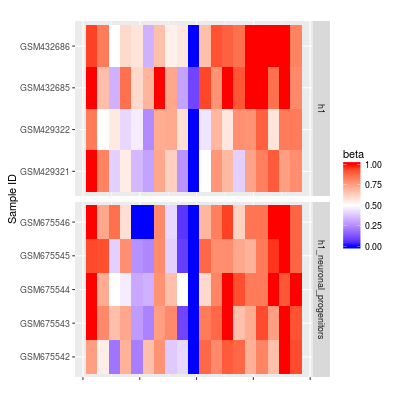 GSM432686
GSM432685
GSM429322
GSM429321
h1
GSM675546
GSM675545
GSM675544
GSM675543
GSM675542
h1_neuronal_progenitors
Sample ID
beta
1.00
0.75
0.50
0.25
0.00